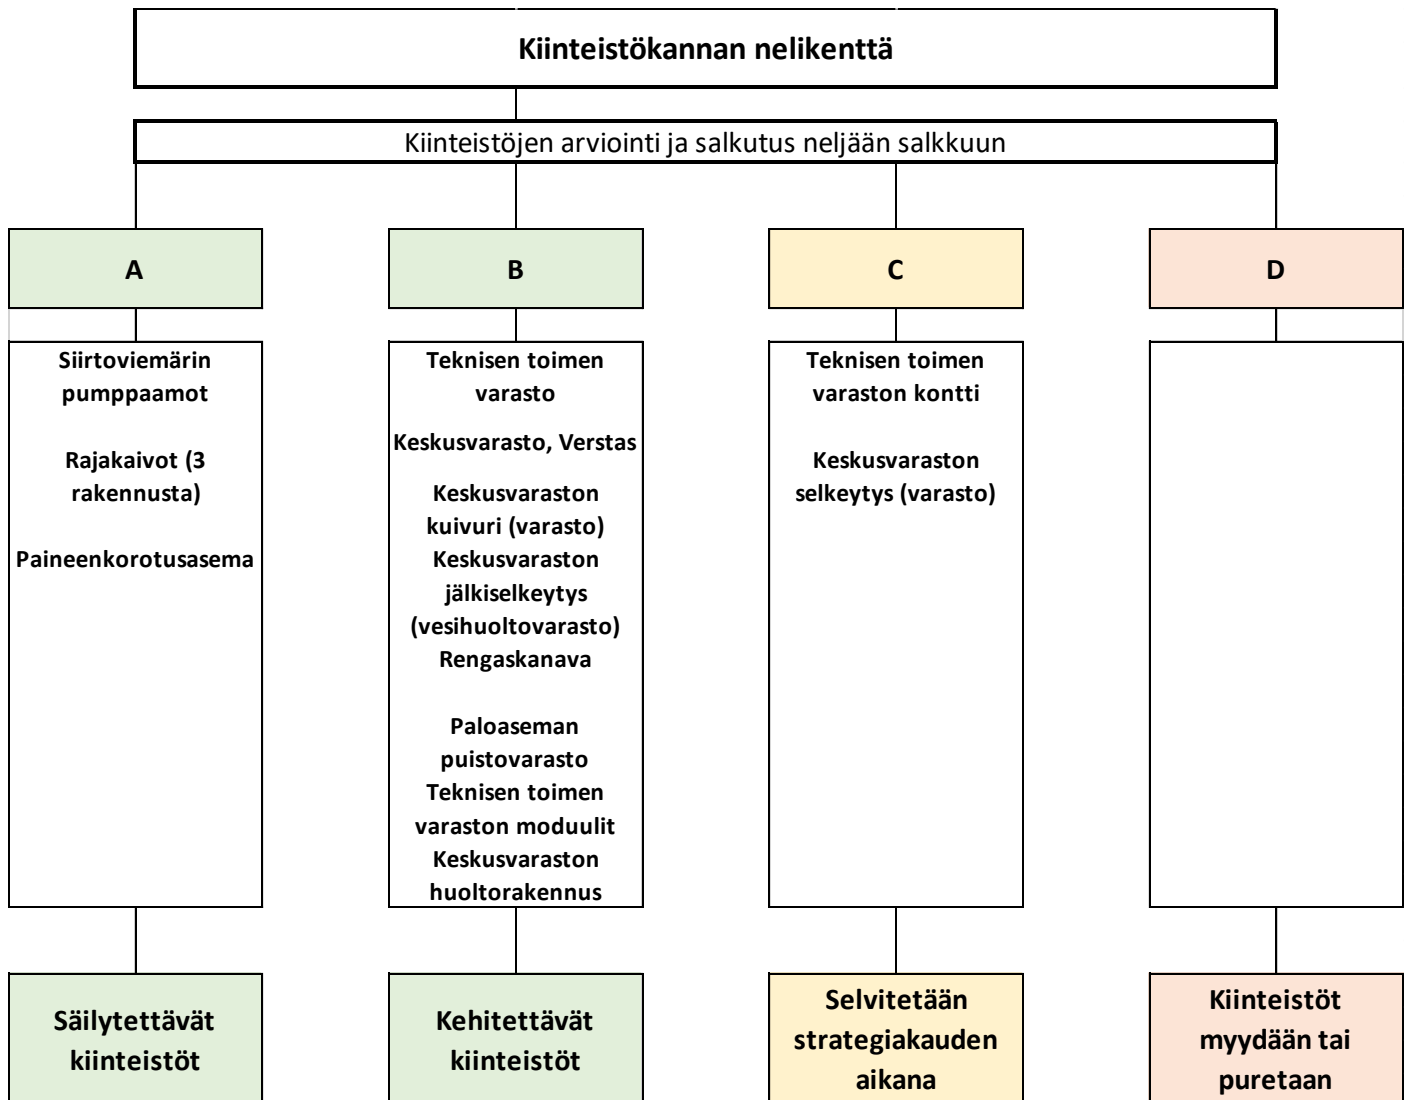 Kiinteistökannan nelikenttä
Kiinteistöjen arviointi ja salkutus neljään salkkuun
A
B
C
D
Siirtoviemärin
pumppaamot
Rajakaivot (3
rakennusta)
Paineenkorotusasema
Teknisen toimen
varasto
Keskusvarasto, Verstas
Keskusvaraston
kuivuri (varasto)
Keskusvaraston
jälkiselkeytys
(vesihuoltovarasto)
Rengaskanava
Paloaseman
puistovarasto
Teknisen toimen
varaston moduulit
Keskusvaraston
huoltorakennus
Teknisen toimen
varaston kontti
Keskusvaraston
selkeytys (varasto)
Säilytettävät
kiinteistöt
Kehitettävät
kiinteistöt
Selvitetään
strategiakauden
aikana
Kiinteistöt
myydään tai
puretaan